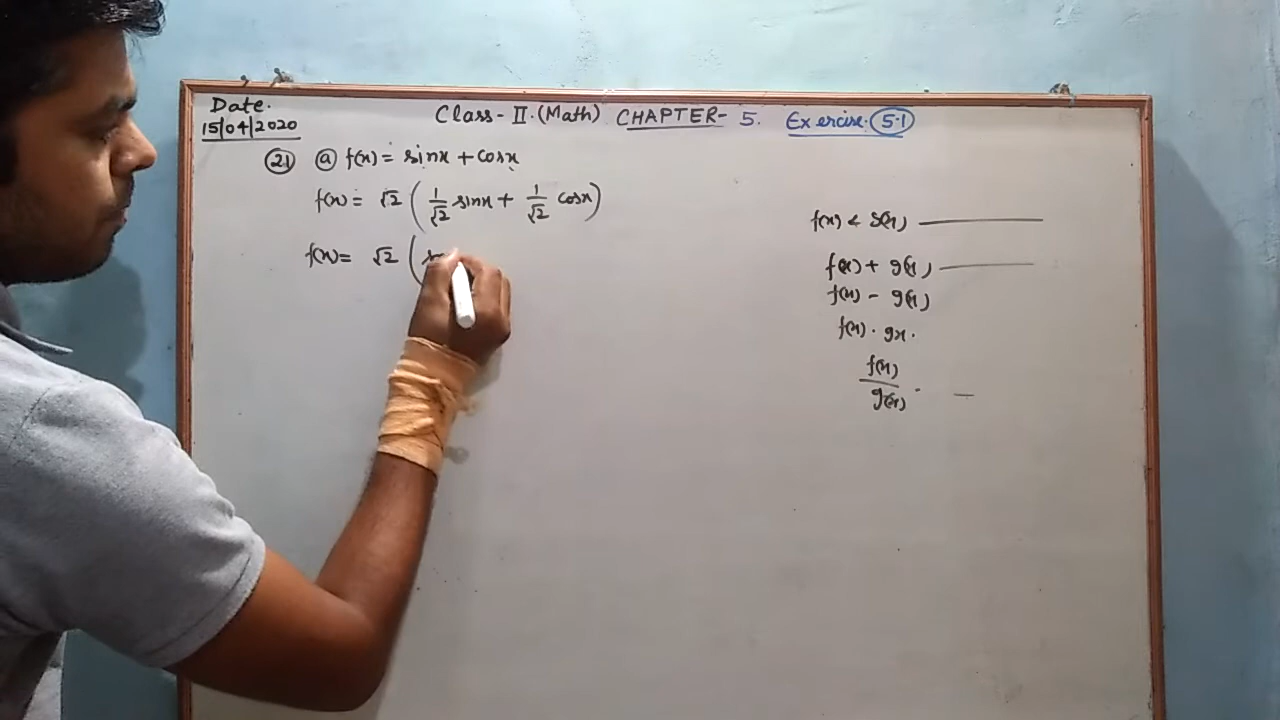 Date.
15/04/2020
Class - II. (Math) CHAPTER - 5. Exercise. 5.1
21 a f(x) = sinx + cosx
f(x) = √2 ( 1/√2 sinx + 1/√2 cosx )
f(x) = √2 (
f(x) + g(x)
f(x) - g(x)
f(x) . gx .
f(x)/g(x) .